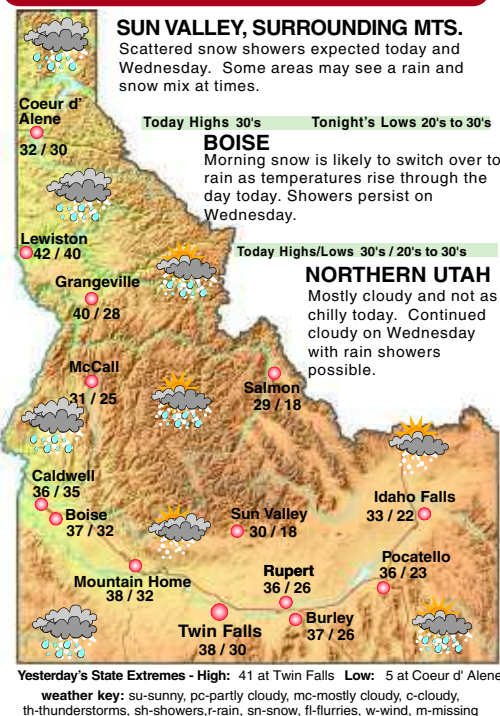 SUN VALLEY, SURROUNDING MTS.
Scattered snow showers expected today and
Wednesday. Some areas may see a rain and
snow mix at times.
Today Highs 30's Tonight's Lows 20's to 30's
BOISE
Morning snow is likely to switch over to
rain as temperatures rise through the
day today. Showers persist on
Wednesday.
Today Highs/Lows 30's / 20's to 30's
NORTHERN UTAH
Mostly cloudy and not as
chilly today. Continued
cloudy on Wednesday
with rain showers
possible.
Coeur d'
Alene
32 / 30
Lewiston
42 / 40
Grangeville
40 / 28
McCall
31 / 25
Salmon
29 / 18
Caldwell
36 / 35
Boise
37 / 32
Sun Valley
30 / 18
Idaho Falls
33 / 22
Mountain Home
38 / 32
Rupert
36 / 26
Pocatello
36 / 23
Twin Falls
38 / 30
Burley
37 / 26
Yesterday's State Extremes - High: 41 at Twin Falls Low: 5 at Coeur d' Alene
weather key: su-sunny, pc-partly cloudy, mc-mostly cloudy, c-cloudy,
th-thunderstorms, sh-showers,r-rain, sn-snow, fl-flurries, w-wind, m-missing